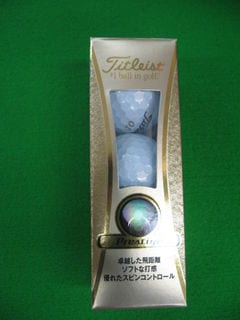 Titleist
#1 ball in golf.
PRESTIGE
卓越した飛距離
ソフトな打感
優れたスピンコントロール